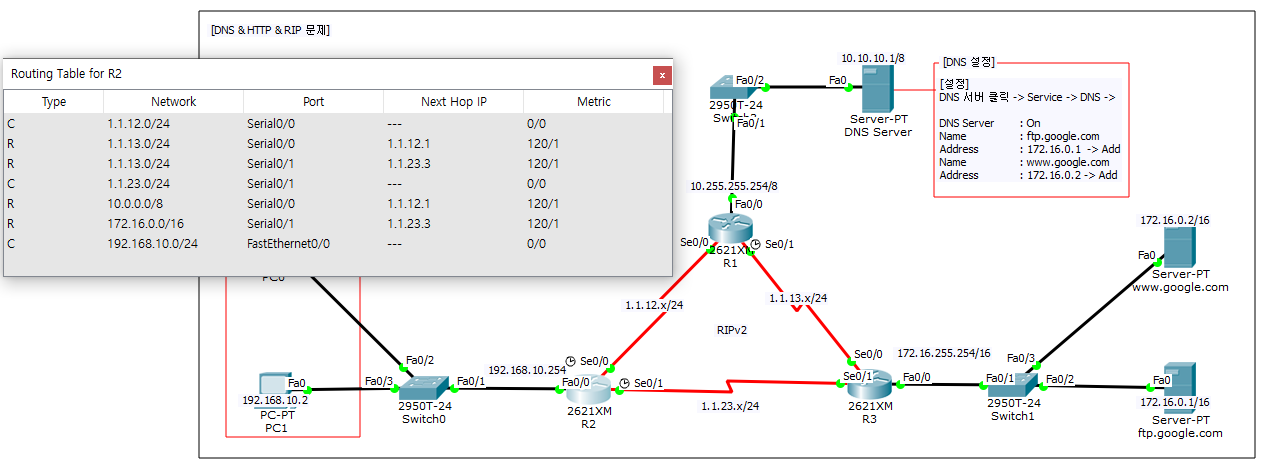 [DNS & HTTP & RIP 문제]
Routing Table for R2
x
Type Network Port Next Hop IP Metric
C 1.1.12.0/24 Serial0/0 --- 0/0
R 1.1.13.0/24 Serial0/0 1.1.12.1 120/1
R 1.1.13.0/24 Serial0/1 1.1.23.3 120/1
C 1.1.23.0/24 Serial0/1 --- 0/0
R 10.0.0.0/8 Serial0/0 1.1.12.1 120/1
R 172.16.0.0/16 Serial0/1 1.1.23.3 120/1
C 192.168.10.0/24 FastEthernet0/0 --- 0/0
10.10.10.1/8
Fa0/2
Fa0
2950T-24
Fa0/1
Server-PT
DNS Server
[DNS 설정]
[설정]
DNS 서버 클릭 -> Service -> DNS ->
DNS Server : On
Name : ftp.google.com
Address : 172.16.0.1 -> Add
Name : www.google.com
Address : 172.16.0.2 -> Add
10.255.255.254/8
Fa0/0
Se0/0
Se0/1
2621XM
R1
172.16.0.2/16
Fa0
Server-PT
www.google.com
1.1.12.x/24
1.1.13.x/24
RIPv2
PC0
Fa0/2
Fa0
Fa0/3
Fa0/1
192.168.10.2
PC-PT
PC1
2950T-24
Switch0
192.168.10.254
Fa0/0
Se0/0
Se0/1
2621XM
R2
1.1.23.x/24
Se0/0
Se0/1
172.16.255.254/16
Fa0/0
2621XM
R3
Fa0/3
Fa0/1
Fa0/2
2950T-24
Switch1
Fa0
172.16.0.1/16
Server-PT
ftp.google.com